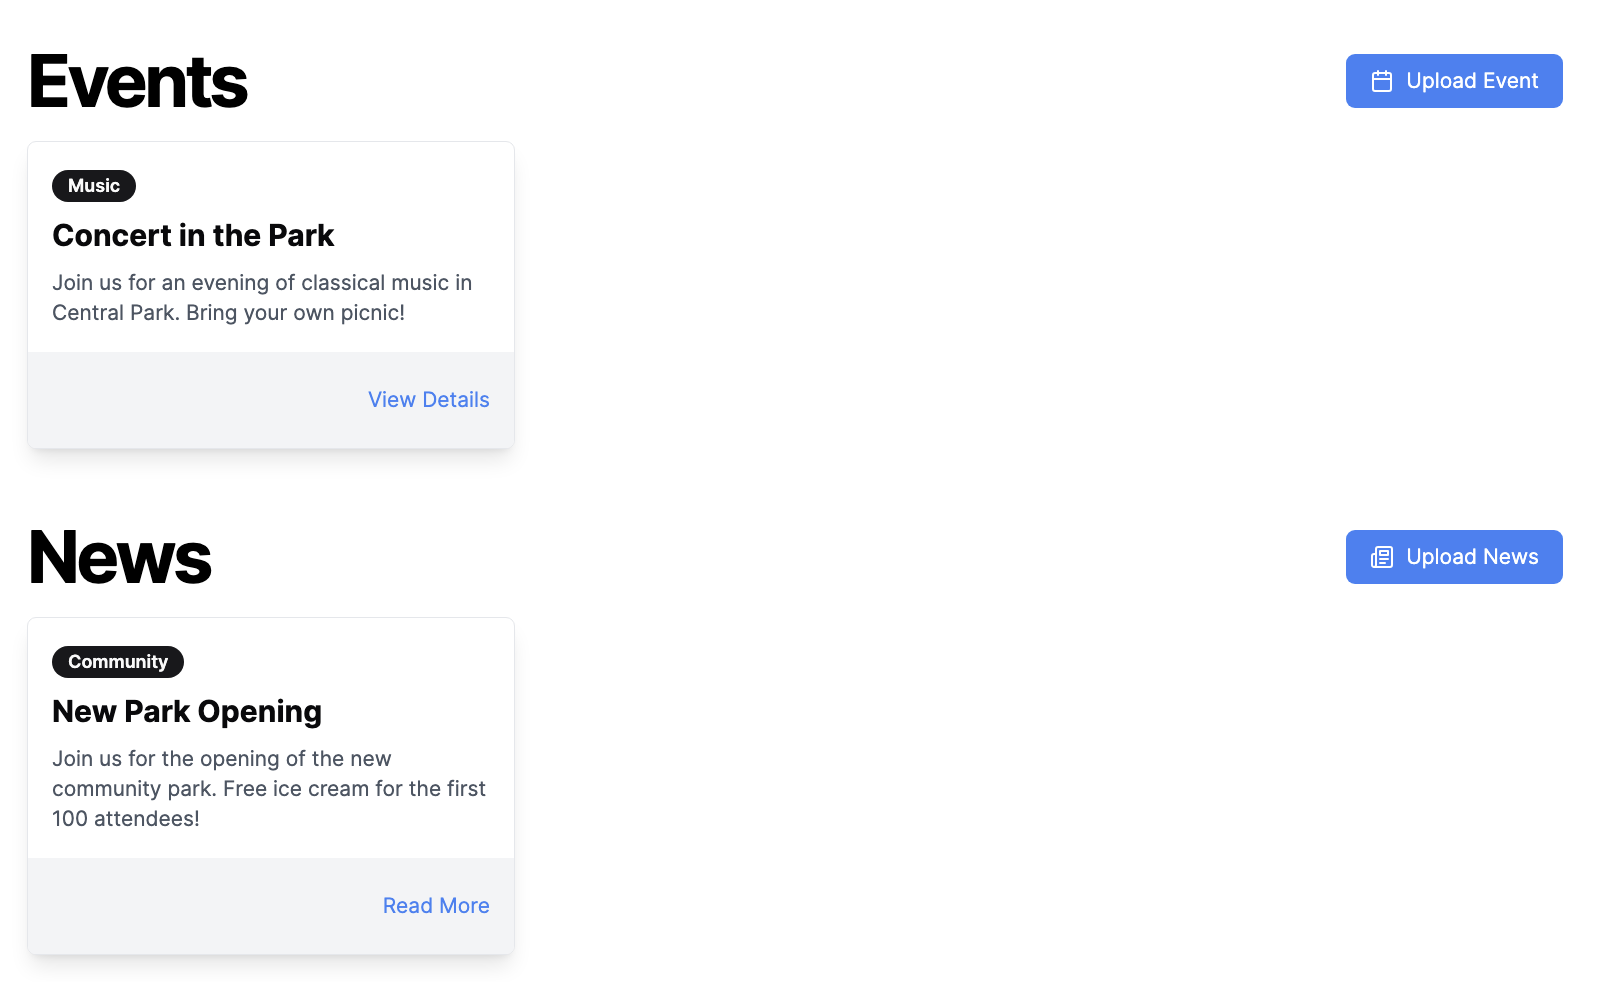 Events
Upload Event
Music
Concert in the Park
Join us for an evening of classical music in
Central Park. Bring your own picnic!
View Details
News
Upload News
Community
New Park Opening
Join us for the opening of the new
community park. Free ice cream for the first
100 attendees!
Read More